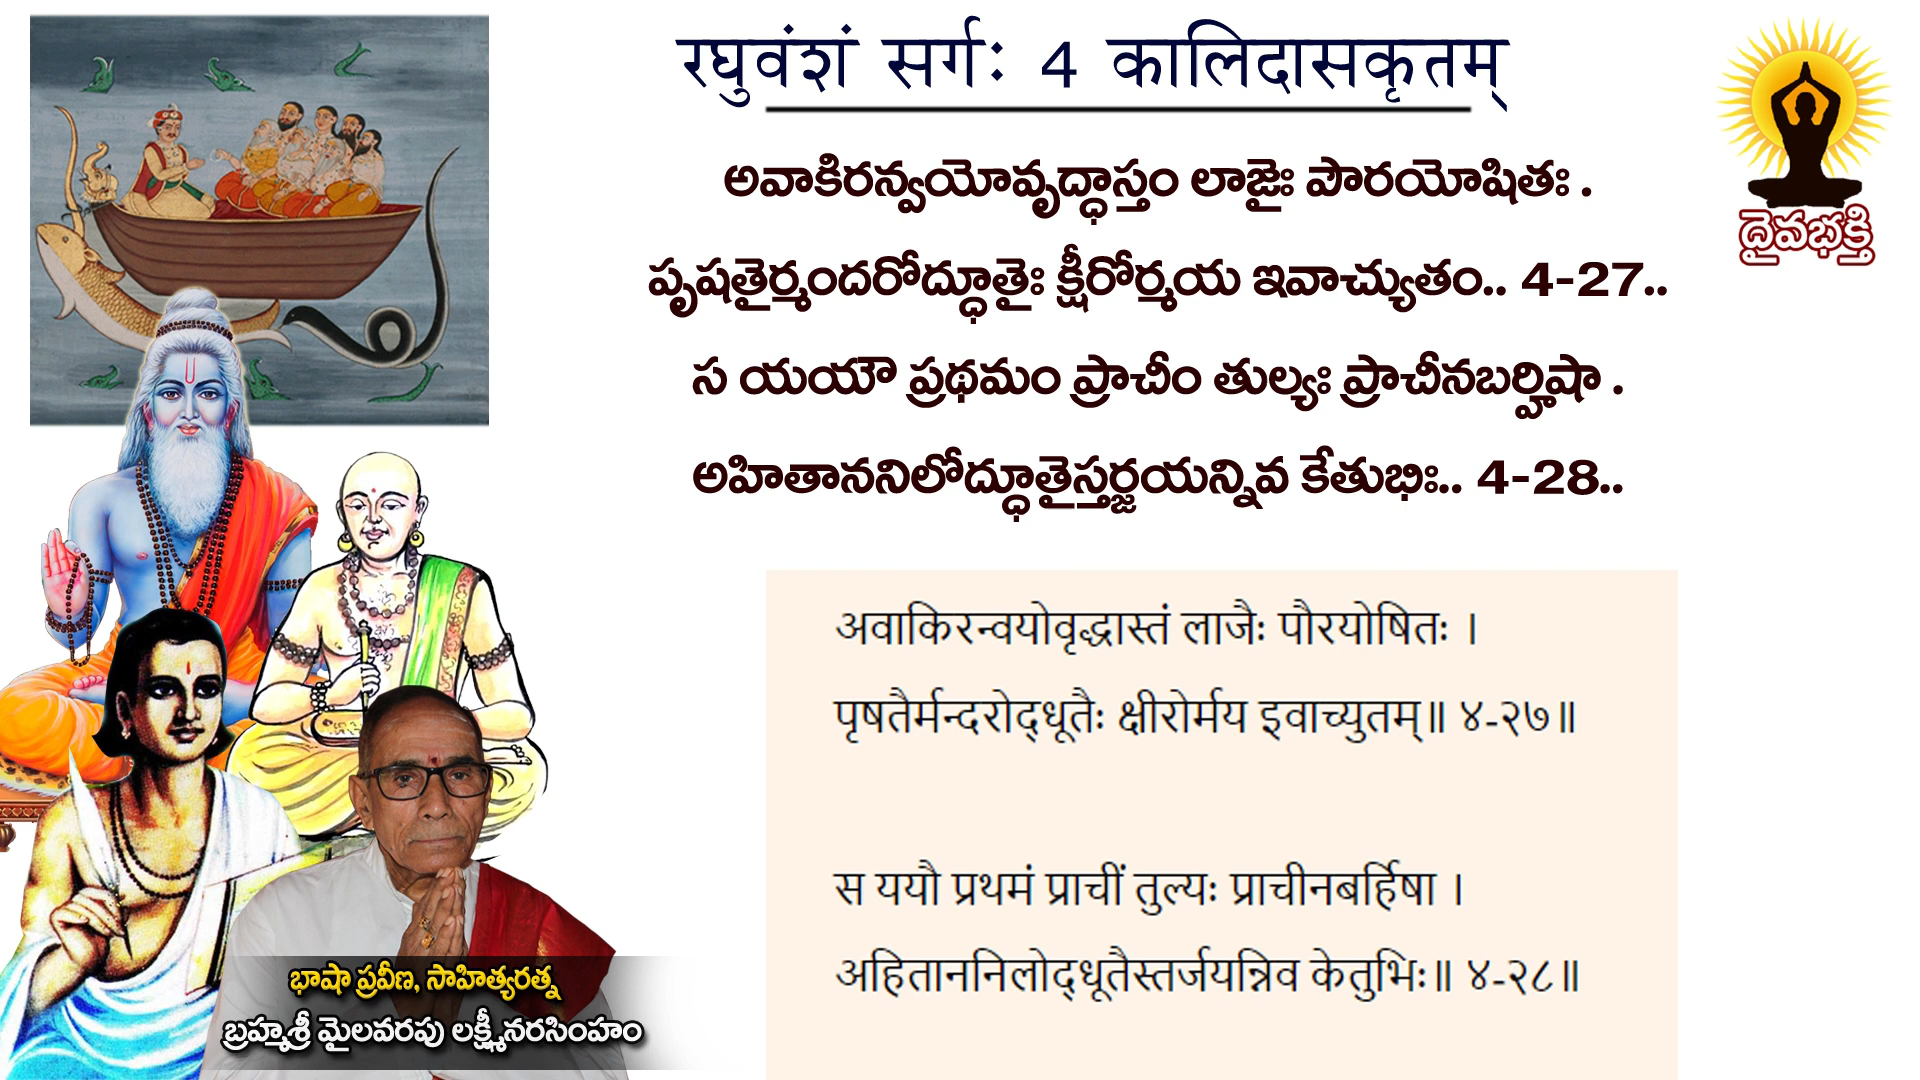 रघुवंशं सर्गः 4 कालिदासकृतम्
అవాకిరన్వయోవృద్ధాస్తం లాజైః పౌరయోషితః .
పృషతైర్మందరోద్ధూతైః క్షీరోర్మయ ఇవాచ్యుతం.. 4-27..
స యయౌ ప్రథమం ప్రాచీం తుల్యః ప్రాచీనబర్హిషా .
అహితాననిలోద్ధూతైస్తర్జయన్నివ కేతుభిః.. 4-28..
దైవభక్తి
अवाकिरन्वयोवृद्धास्तं लाजैः पौरयोषितः ।
पृषतैर्मन्दरोद्धूतैः क्षीरोर्मय इवाच्युतम्॥ ४-२७॥
स ययौ प्रथमं प्राचीं तुल्यः प्राचीनबर्हिषा ।
अहिताननिलोद्धूतैस्तर्जयन्निव केतुभिः॥ ४-२८॥
భాషా ప్రవీణ, సాహిత్యరత్న
బ్రహ్మశ్రీ మైలవరపు లక్ష్మీనరసింహం